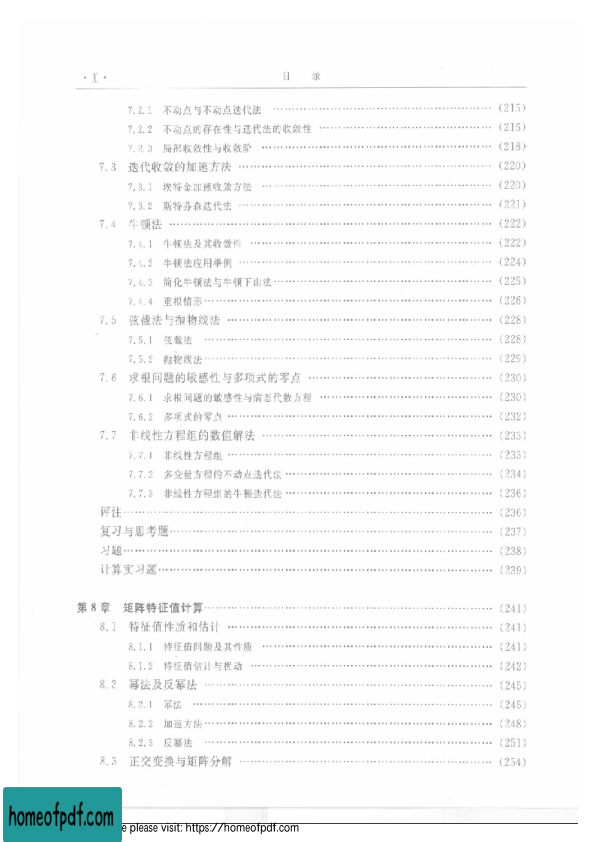 · X · 目 录
7.2.1 不动点与不动点迭代法 …… (215)
7.2.2 不动点的存在性与迭代法的收敛性 …… (215)
7.2.3 局部收敛性与收敛阶 …… (218)
7.3 迭代收敛的加速方法 …… (220)
7.3.1 埃特金加速收敛方法 …… (220)
7.3.2 斯特芬森迭代法 …… (221)
7.4 牛顿法 …… (222)
7.4.1 牛顿法及其收敛性 …… (222)
7.4.2 牛顿法应用举例 …… (224)
7.4.3 简化牛顿法与牛顿下山法 …… (225)
7.4.4 重根情形 …… (226)
7.5 弦截法与抛物线法 …… (228)
7.5.1 弦截法 …… (228)
7.5.2 抛物线法 …… (229)
7.6 求根问题的敏感性与多项式的零点 …… (230)
7.6.1 求根问题的敏感性与病态代数方程 …… (230)
7.6.2 多项式的零点 …… (232)
7.7 非线性方程组的数值解法 …… (233)
7.7.1 非线性方程组 …… (233)
7.7.2 多变量方程的不动点迭代法 …… (234)
7.7.3 非线性方程组的牛顿迭代法 …… (236)
评注 …… (236)
复习与思考题 …… (237)
习题 …… (238)
计算实习题 …… (239)
第8章 矩阵特征值计算 …… (241)
8.1 特征值性质和估计 …… (241)
8.1.1 特征值问题及其性质 …… (241)
8.1.2 特征值估计与扰动 …… (242)
8.2 幂法及反幂法 …… (245)
8.2.1 幂法 …… (245)
8.2.2 加速方法 …… (248)
8.2.3 反幂法 …… (251)
8.3 正交变换与矩阵分解 …… (254)
homeofpdf.com
e please visit: https://homeofpdf.com